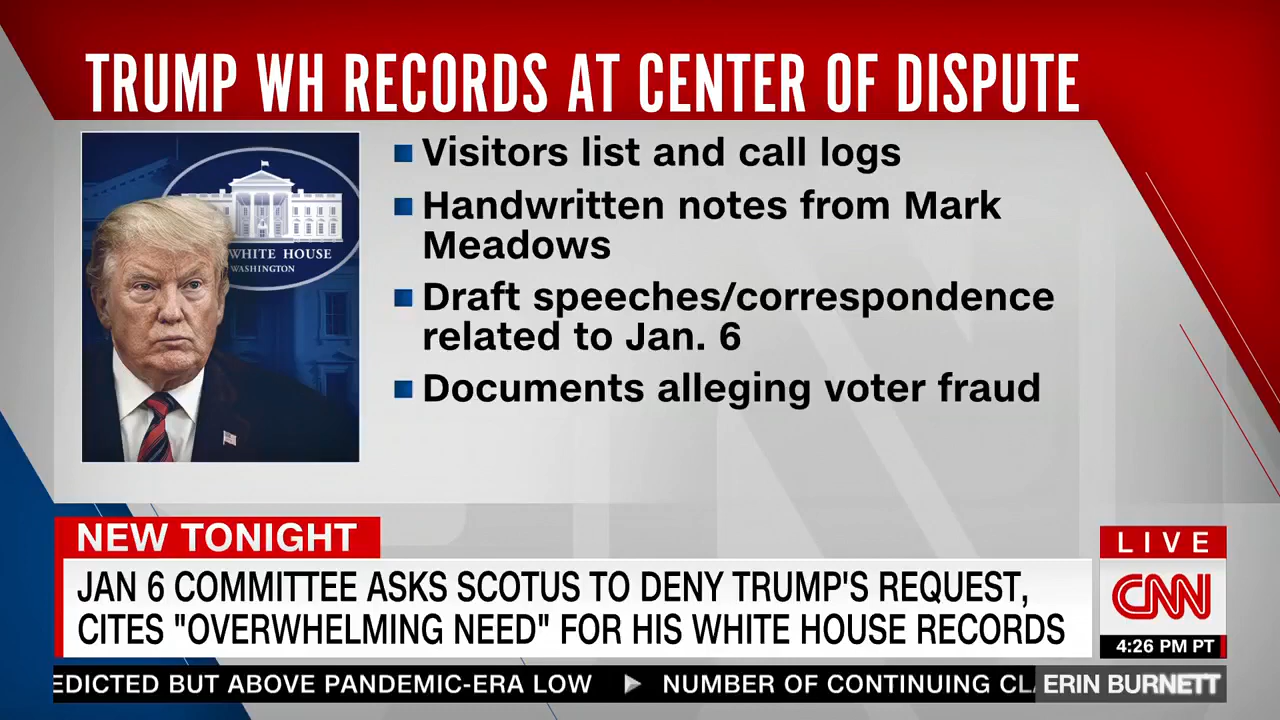 TRUMP WH RECORDS AT CENTER OF DISPUTE
WHITE HOUSE
WASHINGTON
Visitors list and call logs
Handwritten notes from Mark
Meadows
Draft speeches/correspondence
related to Jan. 6
Documents alleging voter fraud
NEW TONIGHT
JAN 6 COMMITTEE ASKS SCOTUS TO DENY TRUMP'S REQUEST,
CITES "OVERWHELMING NEED" FOR HIS WHITE HOUSE RECORDS
LIVE
CNN
4:26 PM PT
EDICTED BUT ABOVE PANDEMIC-ERA LOW ▶ NUMBER OF CONTINUING CL
ERIN BURNETT